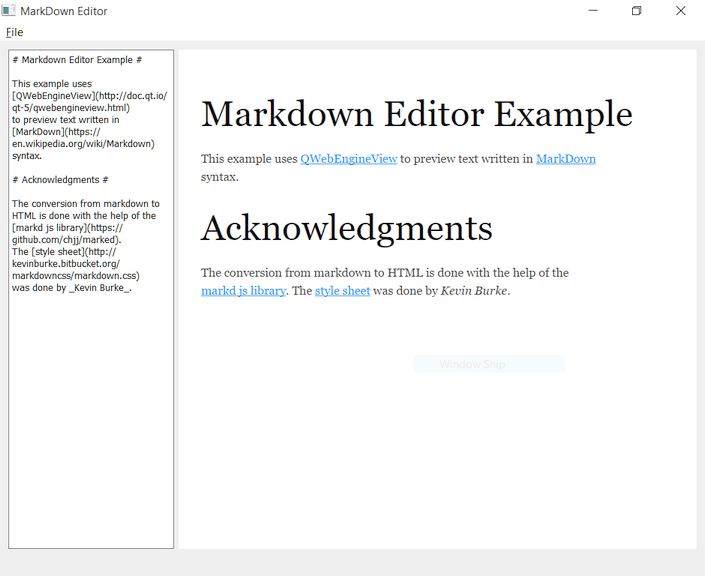 MarkDown Editor
File
# Markdown Editor Example #
This example uses
[QWebEngineView](http://doc.qt.io/
qt-5/qwebengineview.html)
to preview text written in
[MarkDown](https://
en.wikipedia.org/wiki/Markdown)
syntax.
# Acknowledgments #
The conversion from markdown to
HTML is done with the help of the
[markd js library](https://
github.com/chjj/marked).
The [style sheet](http://
kevinburke.bitbucket.org/
markdowncss/markdown.css)
was done by _Kevin Burke_.
Markdown Editor Example
This example uses QWebEngineView to preview text written in MarkDown
syntax.
Acknowledgments
The conversion from markdown to HTML is done with the help of the
markd js library. The style sheet was done by Kevin Burke.
Window Snip